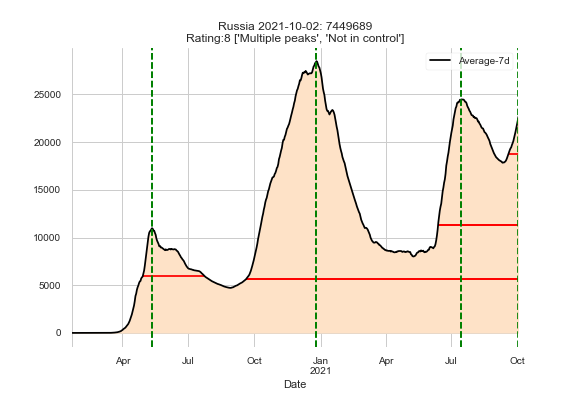 Russia 2021-10-02: 7449689
Rating:8 ['Multiple peaks', 'Not in control']
Average-7d
25000
20000
15000
10000
5000
0
Apr
Jul
Oct
Jan
2021
Apr
Jul
Oct
Date